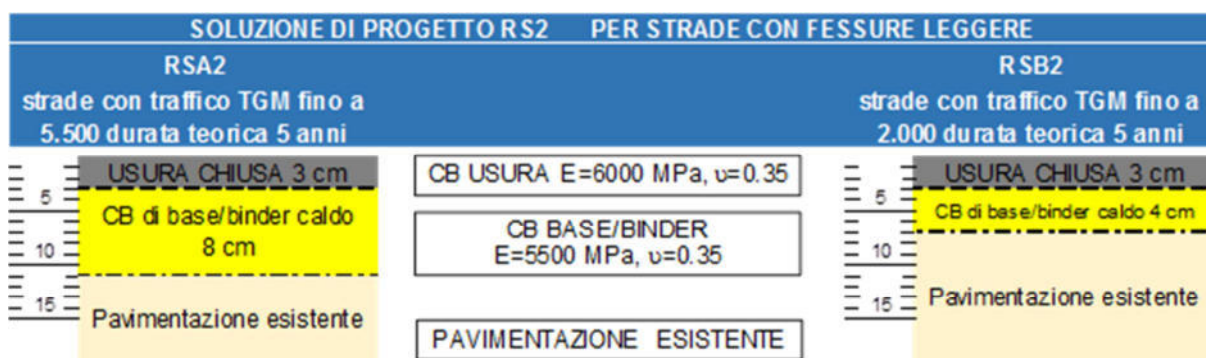 SOLUZIONE DI PROGETTO RS2 PER STRADE CON FESSURE LEGGERE
RSA2
strade con traffico TGM fino a
5.500 durata teorica 5 anni
RSB2
strade con traffico TGM fino a
2.000 durata teorica 5 anni
5
10
15
USURA CHIUSA 3 cm
CB di base/binder caldo
8 cm
Pavimentazione esistente
CB USURA E=6000 MPa, υ=0.35
CB BASE/BINDER
E=5500 MPa, υ=0.35
PAVIMENTAZIONE ESISTENTE
5
10
15
USURA CHIUSA 3 cm
CB di base/binder caldo 4 cm
Pavimentazione esistente